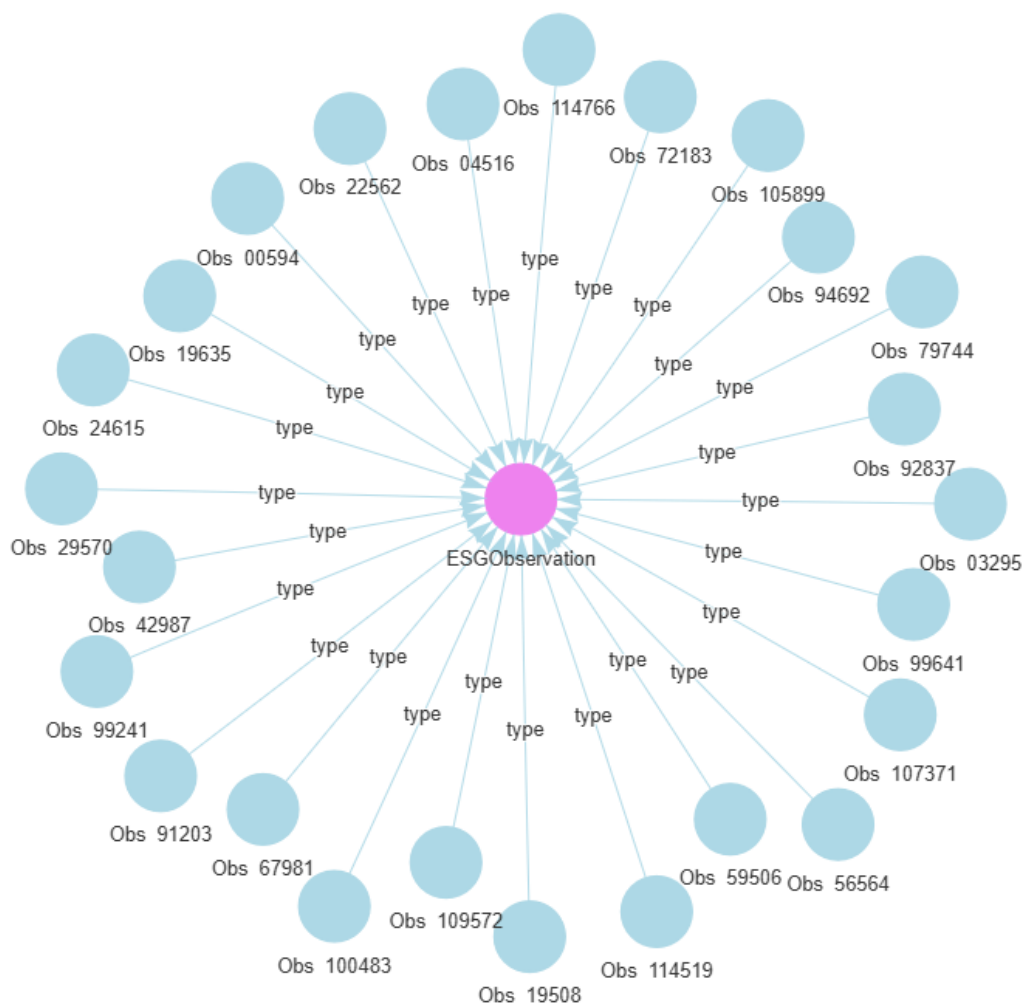 Obs 114766
Obs 04516
Obs 72183
Obs 22562
Obs 105899
Obs 00594
type
Obs 94692
type
type
type
type
type
type
Obs 19635
Obs 79744
type
type
type
Obs 24615
type
type
Obs 92837
type
type
Obs 29570
type
type
ESGObservation
Obs 03295
type
type
Obs 42987
type
Obs 99641
type
type
type
type
type
Obs 99241
type
type
type
Obs 107371
Obs 91203
Obs 67981
Obs 59506
Obs 56564
Obs 109572
Obs 100483
Obs 114519
Obs 19508